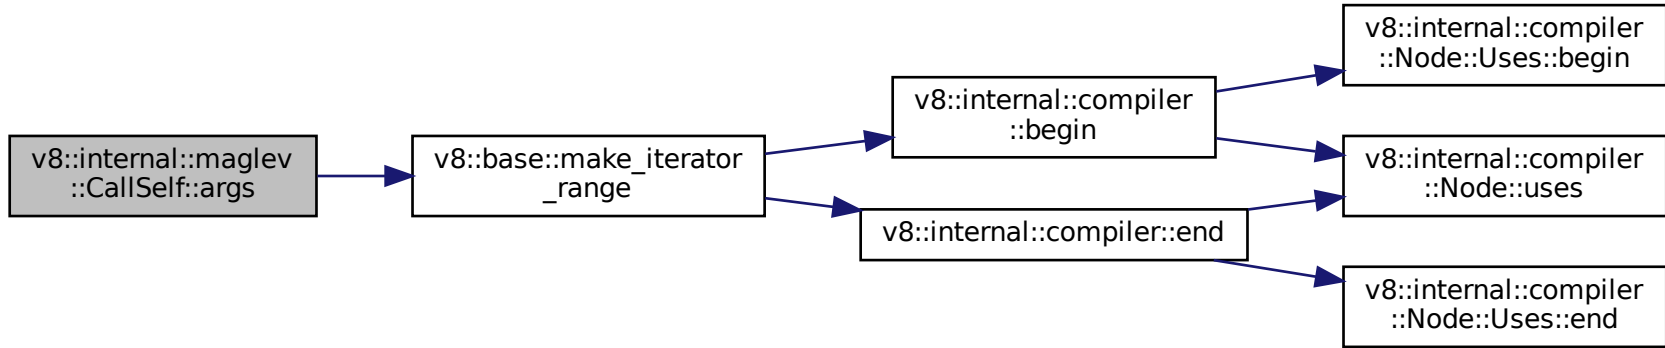 v8::internal::maglev
::CallSelf::args
v8::base::make_iterator
_range
v8::internal::compiler
::begin
v8::internal::compiler::end
v8::internal::compiler
::Node::Uses::begin
v8::internal::compiler
::Node::uses
v8::internal::compiler
::Node::Uses::end